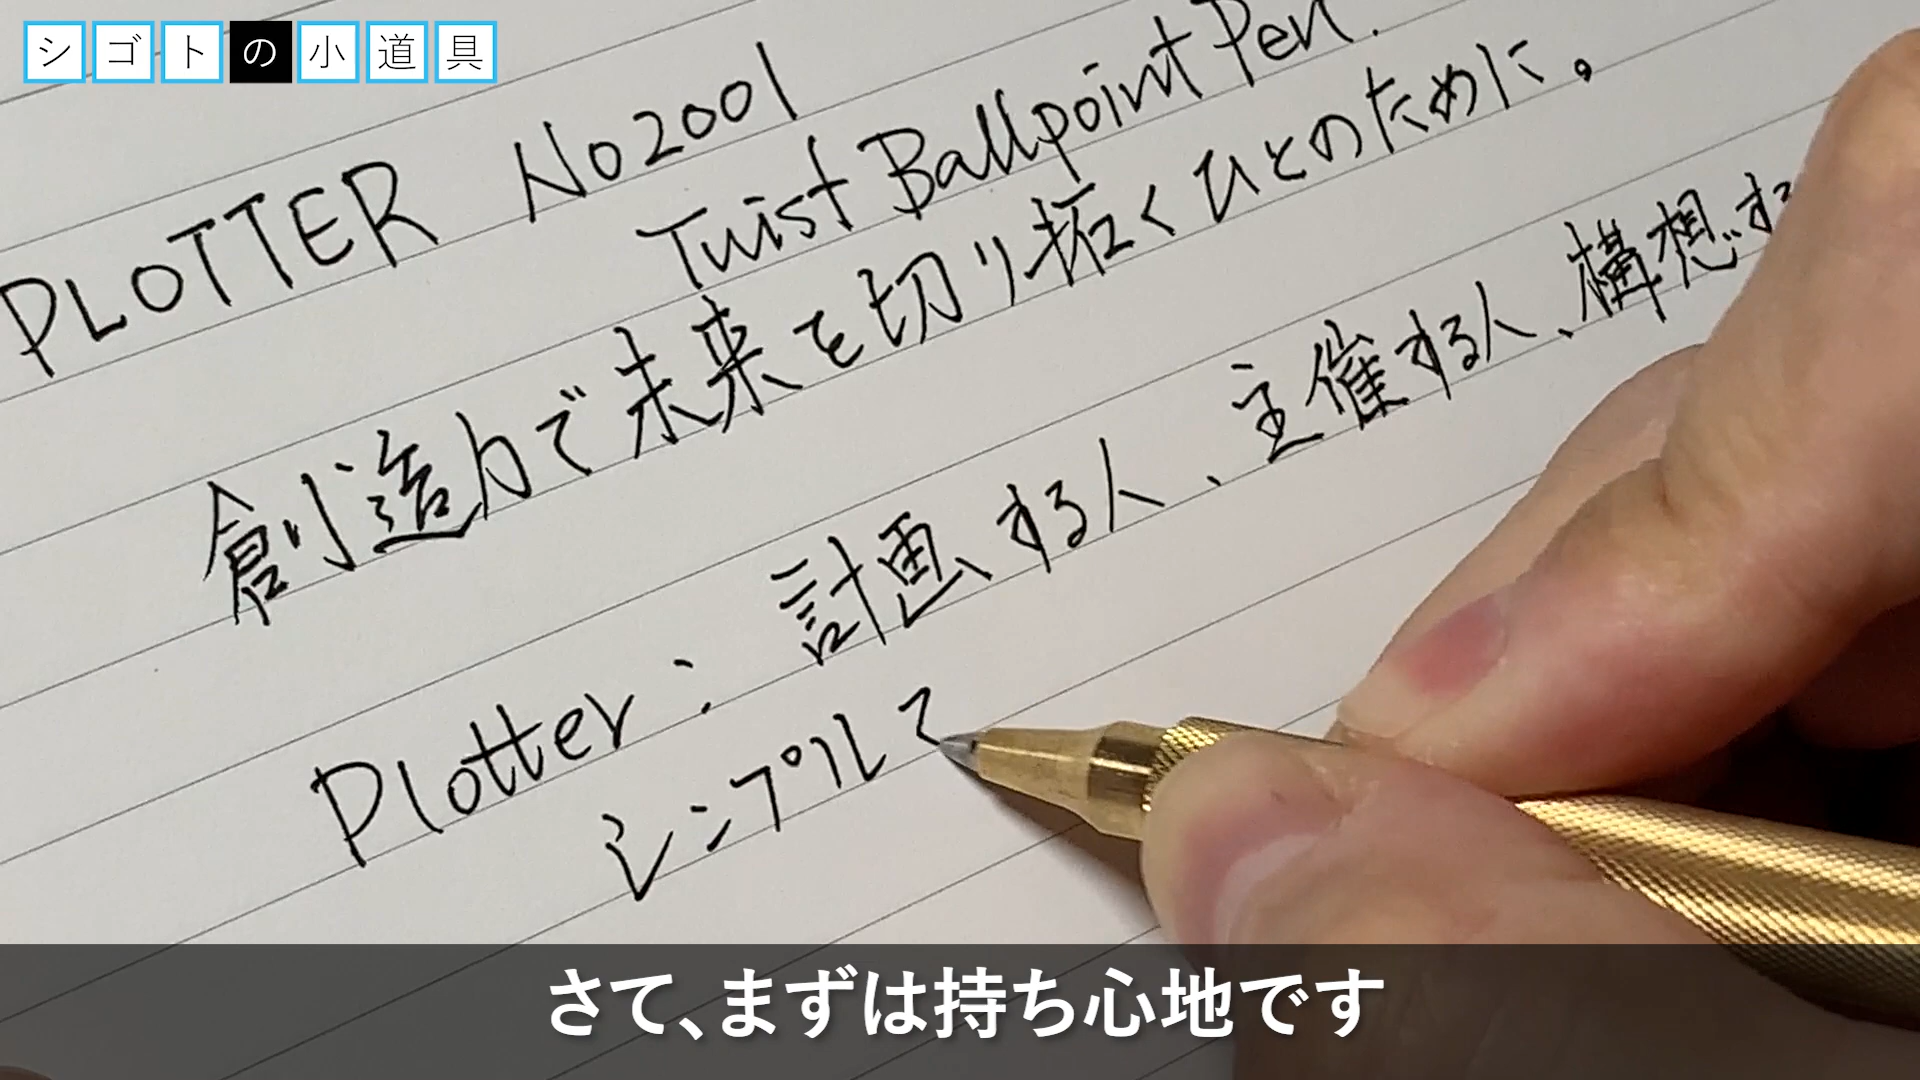 シゴトの小道具
PLOTTER No2001
Twist Ballpoint Pen.
創造力で未来を切り拓くひとのために。
Plotter: 計画する人、主催する人、構想す
シンプル
さて、まずは持ち心地です